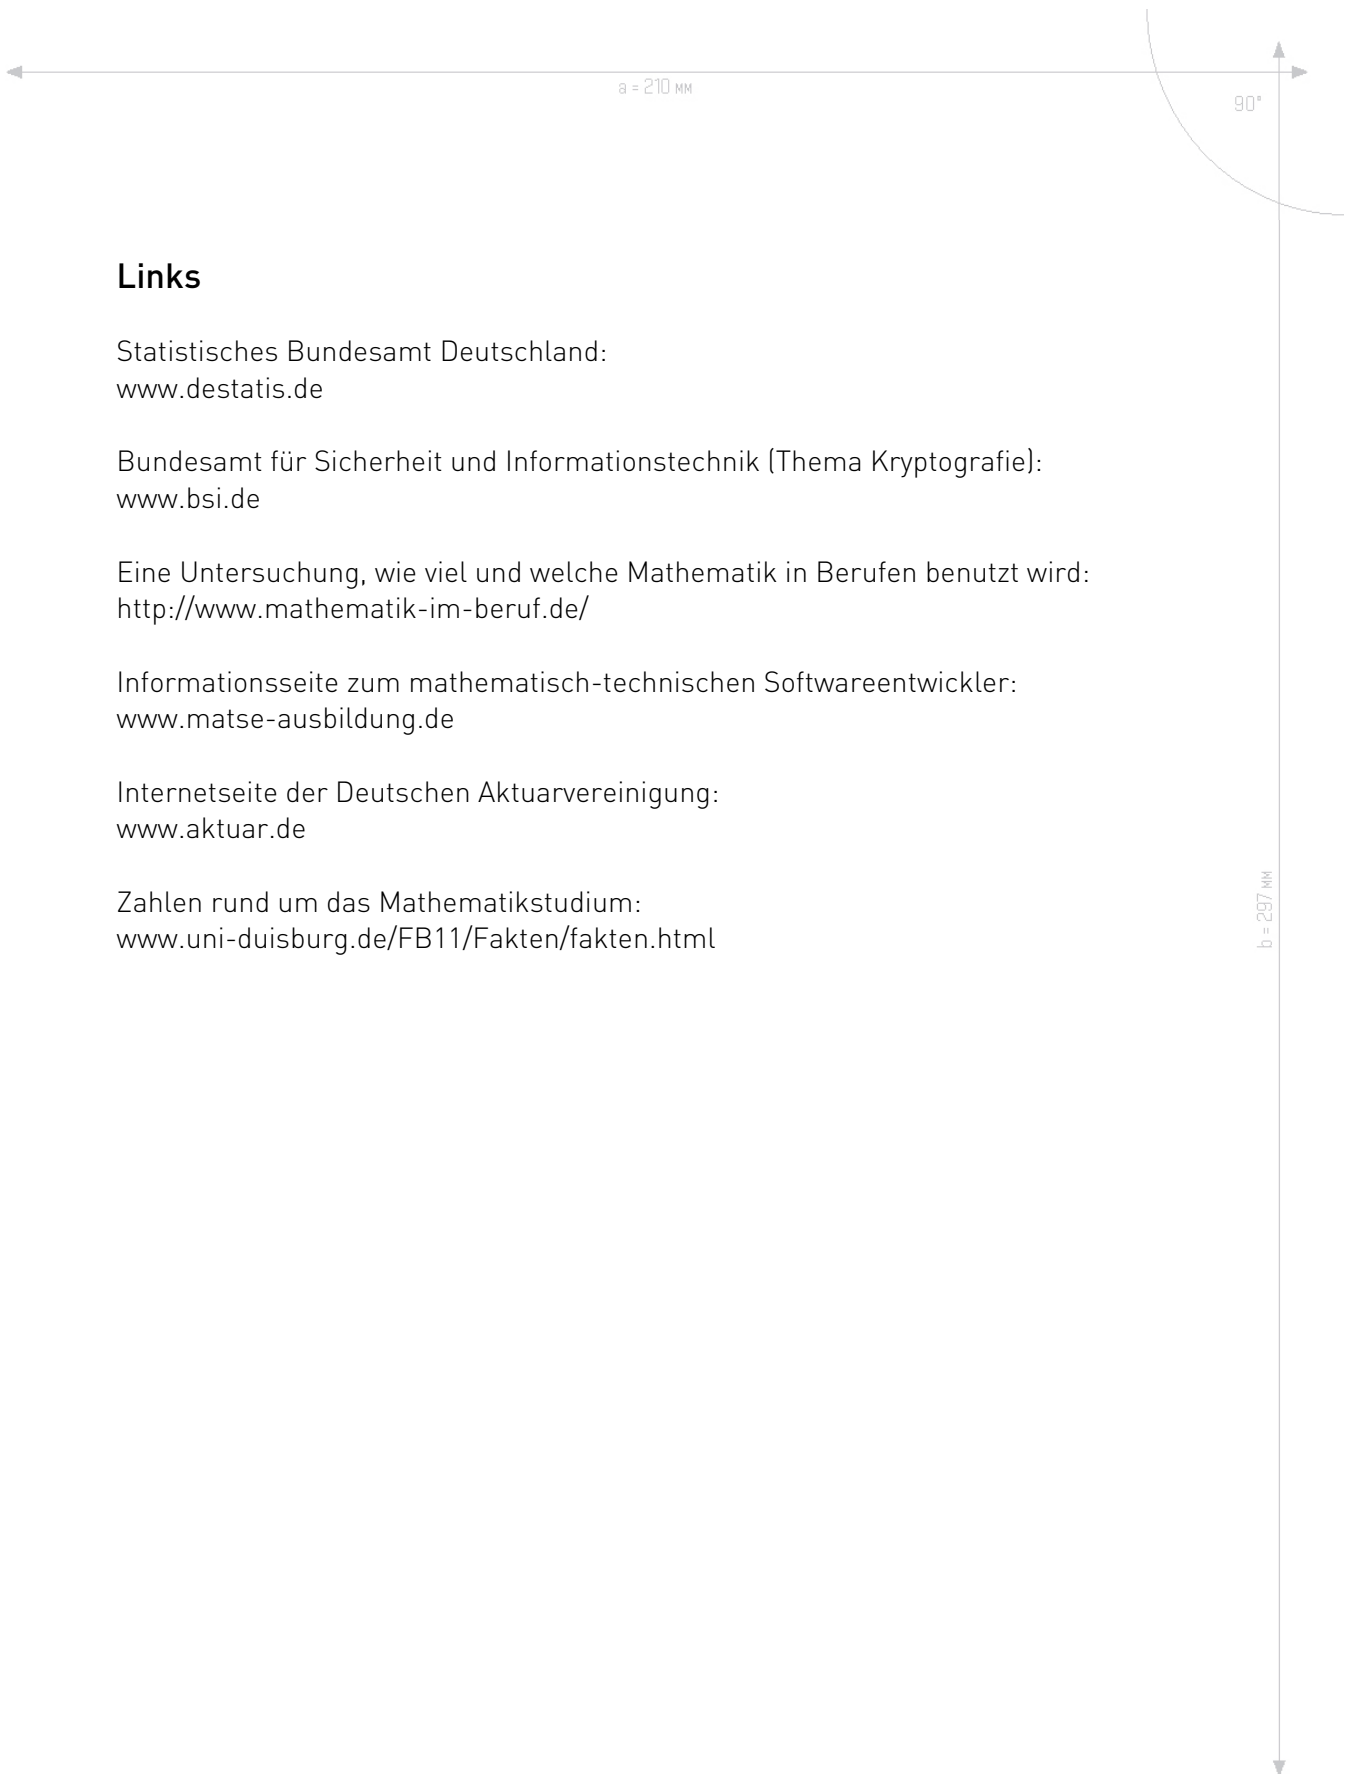 a = 210 мм
90°
Links
Statistisches Bundesamt Deutschland:
www.destatis.de
Bundesamt für Sicherheit und Informationstechnik (Thema Kryptografie):
www.bsi.de
Eine Untersuchung, wie viel und welche Mathematik in Berufen benutzt wird:
http://www.mathematik-im-beruf.de/
Informationsseite zum mathematisch-technischen Softwareentwickler:
www.matse-ausbildung.de
Internetseite der Deutschen Aktuarvereinigung:
www.aktuar.de
Zahlen rund um das Mathematikstudium:
www.uni-duisburg.de/FB11/Fakten/fakten.html
b = 297 мм